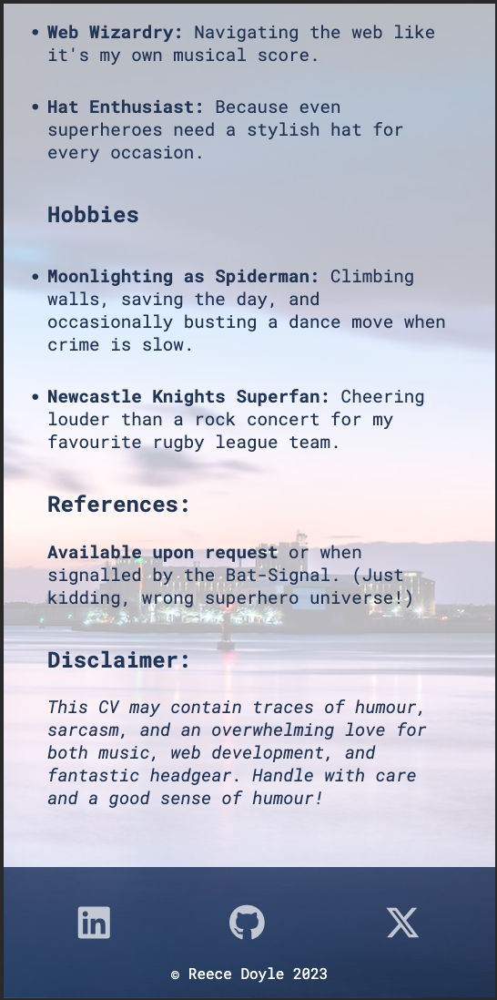 • Web Wizardry: Navigating the web like
it's my own musical score.
• Hat Enthusiast: Because even
superheroes need a stylish hat for
every occasion.
Hobbies
• Moonlighting as Spiderman: Climbing
walls, saving the day, and
occasionally busting a dance move when
crime is slow.
• Newcastle Knights Superfan: Cheering
louder than a rock concert for my
favourite rugby league team.
References:
Available upon request or when
signalled by the Bat-Signal. (Just
kidding, wrong superhero universe!)
Disclaimer:
This CV may contain traces of humour,
sarcasm, and an overwhelming love for
both music, web development, and
fantastic headgear. Handle with care
and a good sense of humour!
in
X
© Reece Doyle 2023